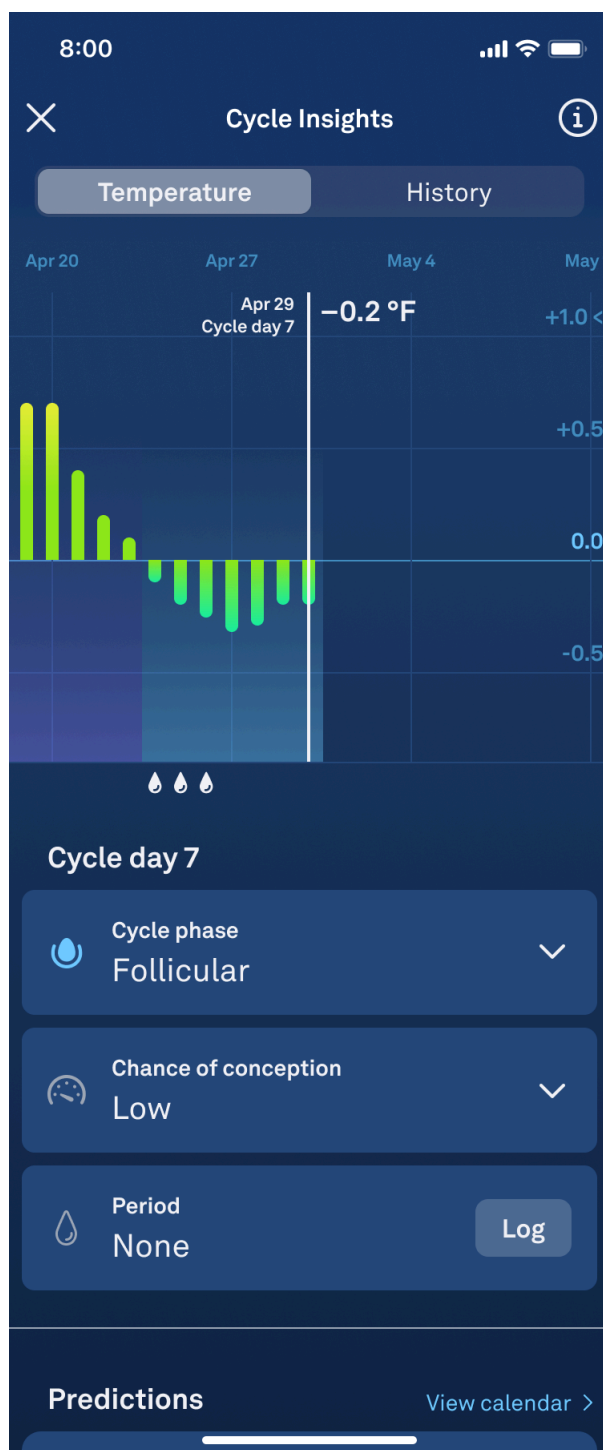 8:00
Cycle Insights
Temperature
History
Apr 20
Apr 27
May 4
May
Apr 29
Cycle day 7
−0.2 °F
+1.0 <
+0.5
0.0
-0.5
Cycle day 7
Cycle phase
Follicular
Chance of conception
Low
Period
None
Log
Predictions
View calendar >